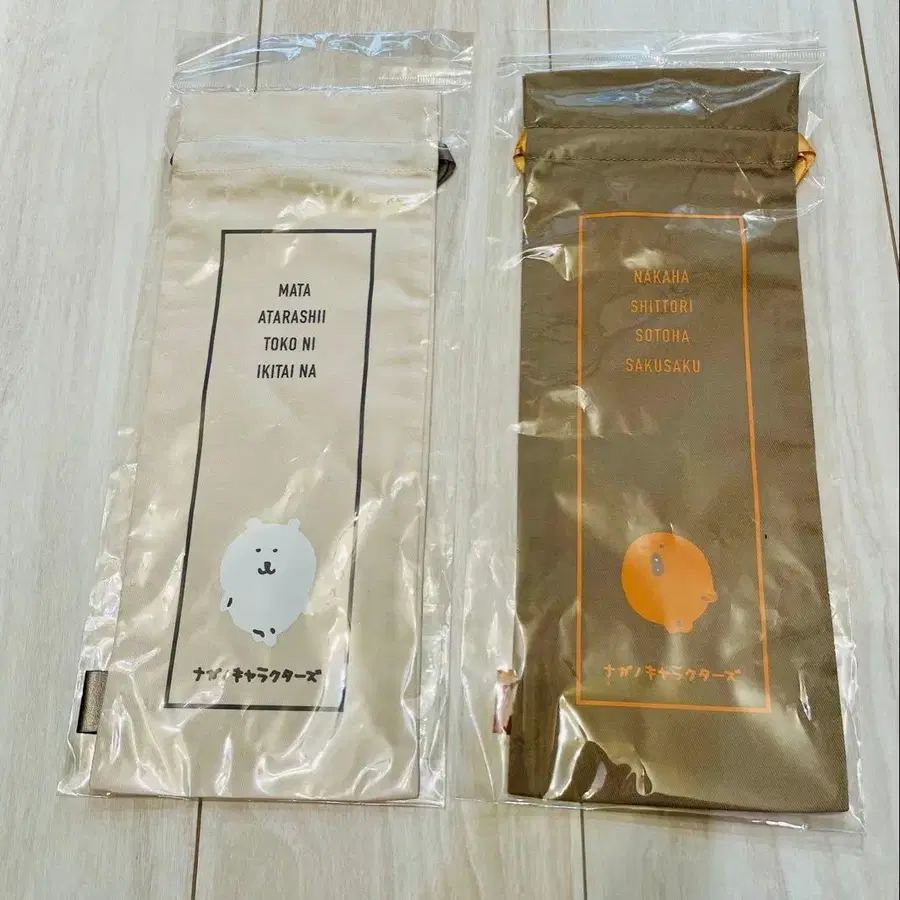 MATA
ATARASHII
TOKO NI
IKITAI NA
ナガノキャラクターズ
NAKAHA
SHITTORI
SOTOHA
SAKUSAKU
ナガノキャラクターズ